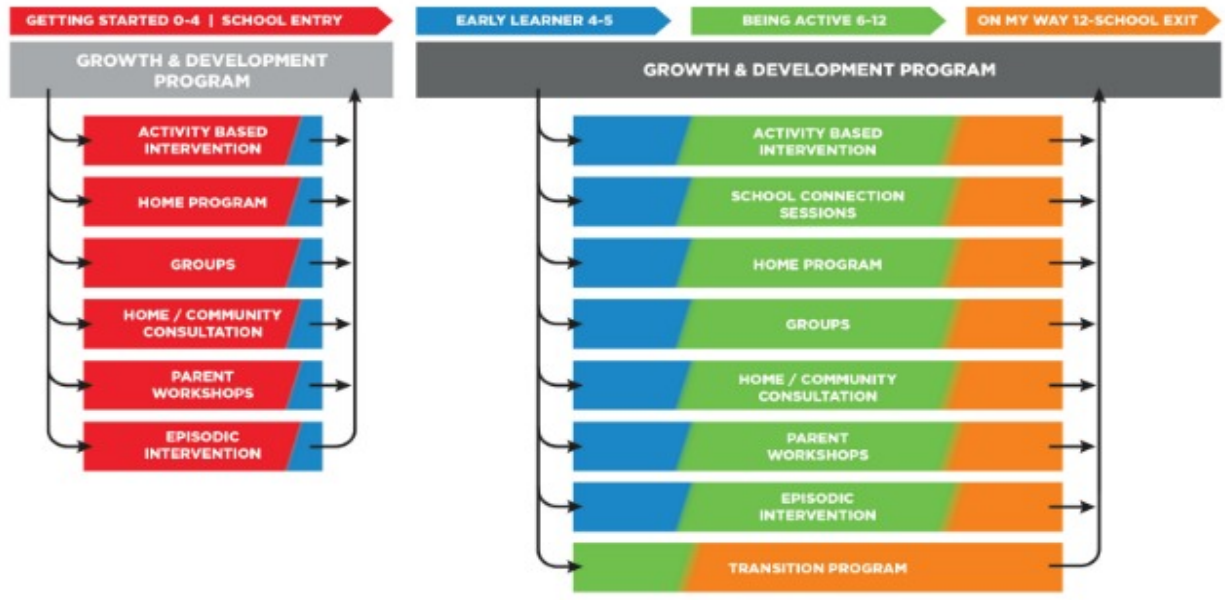 GETTING STARTED 0-4 | SCHOOL ENTRY
GROWTH & DEVELOPMENT
PROGRAM
ACTIVITY BASED
INTERVENTION
HOME PROGRAM
GROUPS
HOME / COMMUNITY
CONSULTATION
PARENT
WORKSHOPS
EPISODIC
INTERVENTION
EARLY LEARNER 4-5
BEING ACTIVE 6-12
ON MY WAY 12-SCHOOL EXIT
GROWTH & DEVELOPMENT PROGRAM
ACTIVITY BASED
INTERVENTION
SCHOOL CONNECTION
SESSIONS
HOME PROGRAM
GROUPS
HOME / COMMUNITY
CONSULTATION
PARENT
WORKSHOPS
EPISODIC
INTERVENTION
TRANSITION PROGRAM